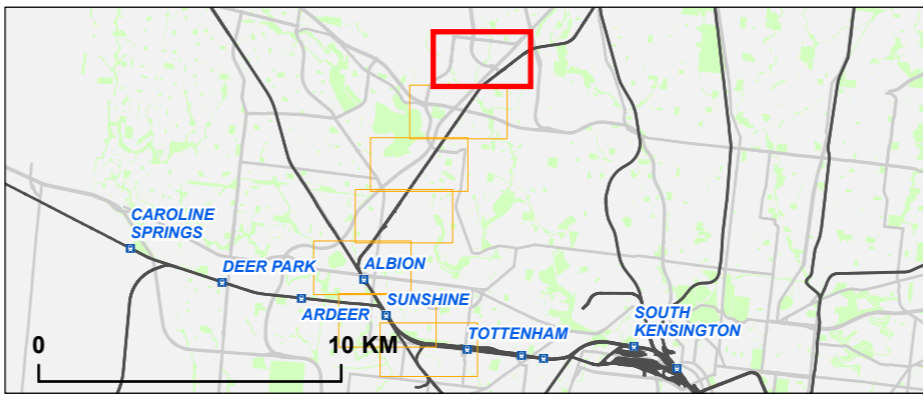 CAROLINE
SPRINGS
DEER PARK
ALBION
ARDEER
SUNSHINE
TOTTENHAM
SOUTH
KENSINGTON
0
10 KM